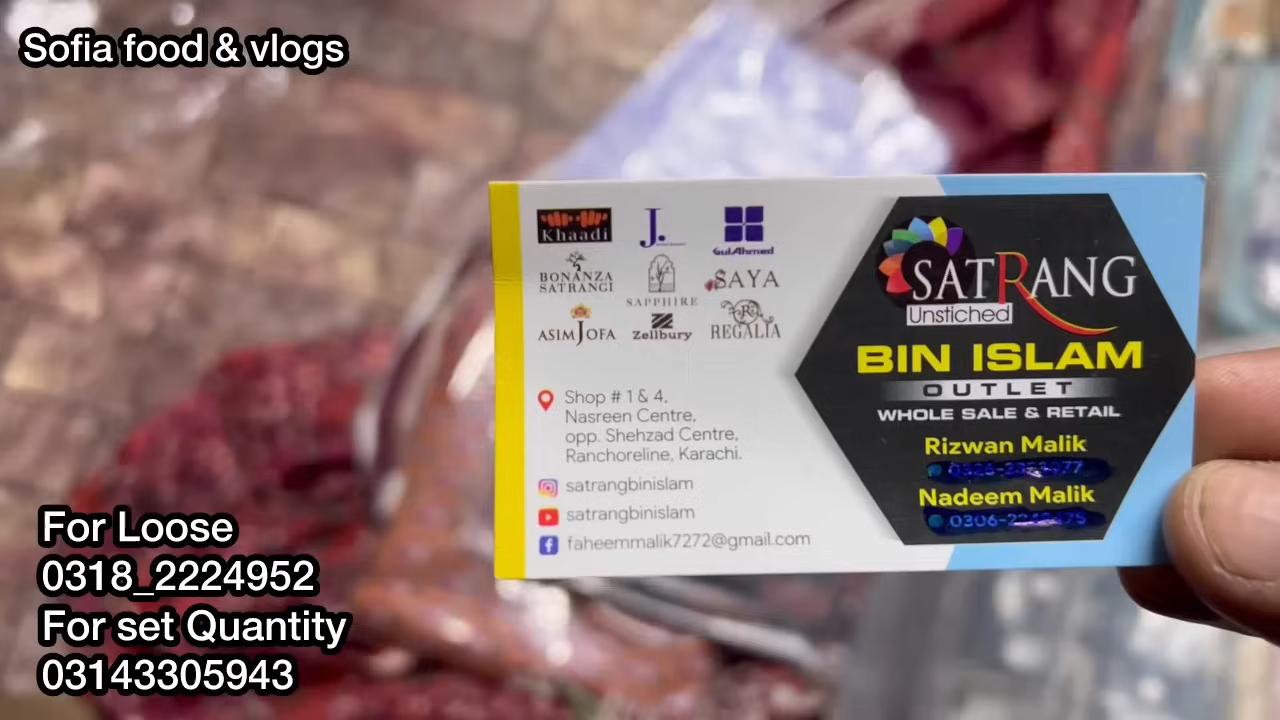 Sofia food & vlogs
Khaadi
J.
GulAhmed
BONANZA
SATRANGI
SAPPHIRE
SAYA
ASIM JOFA
Zellbury
REGALIA
Shop # 1 & 4,
Nasreen Centre,
opp. Shehzad Centre,
Ranchoreline, Karachi.
satrangbinislam
satrangbinislam
faheemmalik7272@gmail.com
SATRANG
Unstiched
BIN ISLAM
OUTLET
WHOLE SALE & RETAIL
Rizwan Malik
Nadeem Malik
For Loose
0318_2224952
For set Quantity
03143305943